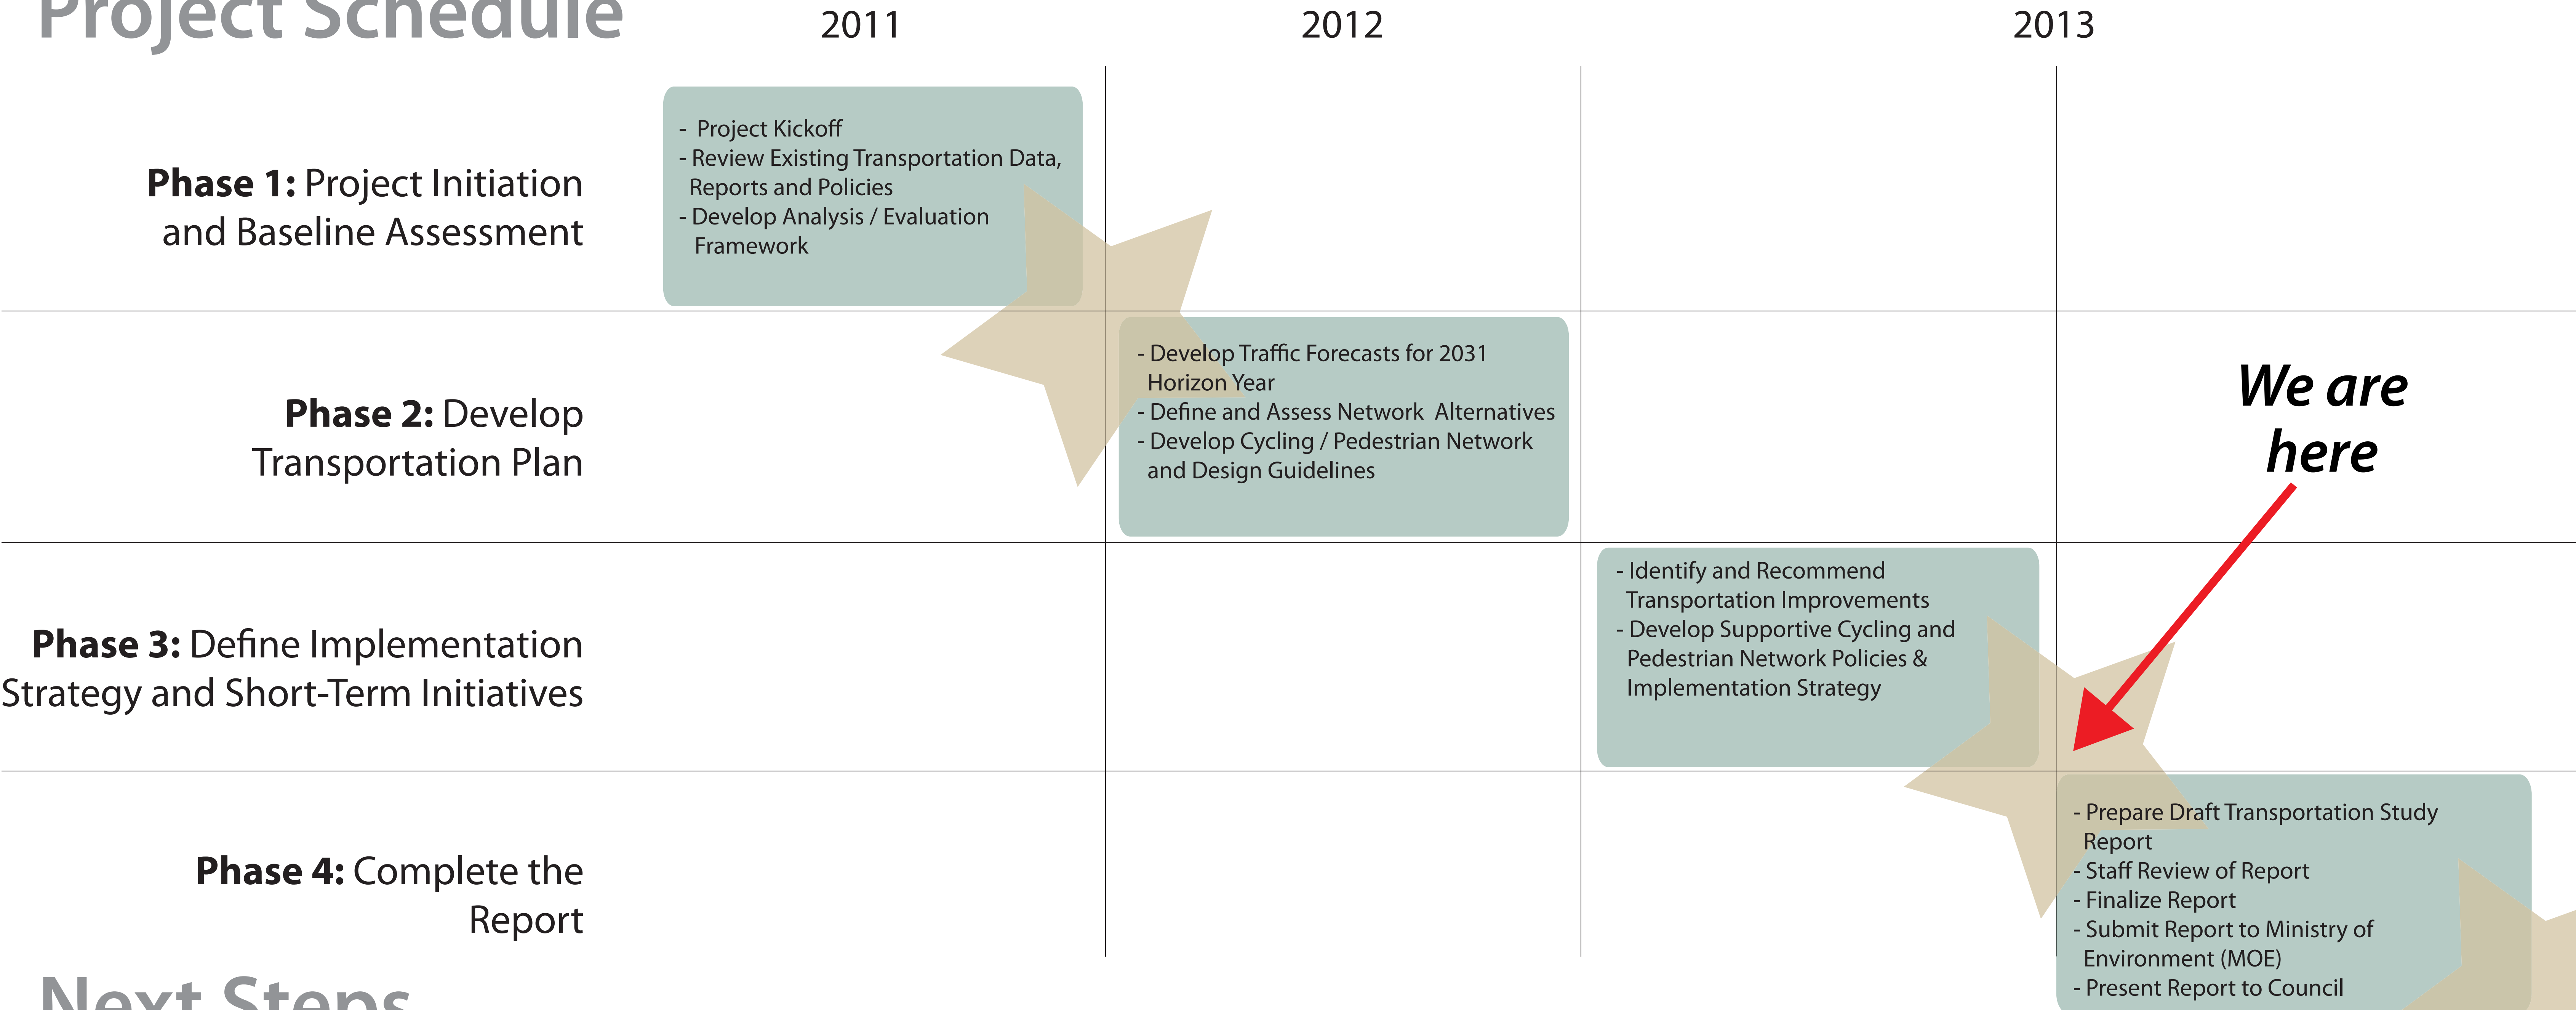 Project Schedule
2011
2012
2013
Phase 1: Project Initiation
and Baseline Assessment
- Project Kickoff
- Review Existing Transportation Data,
Reports and Policies
- Develop Analysis / Evaluation
Framework
Phase 2: Develop
Transportation Plan
- Develop Traffic Forecasts for 2031
Horizon Year
- Define and Assess Network Alternatives
- Develop Cycling / Pedestrian Network
and Design Guidelines
We are
here
Phase 3: Define Implementation
Strategy and Short-Term Initiatives
- Identify and Recommend
Transportation Improvements
- Develop Supportive Cycling and
Pedestrian Network Policies &
Implementation Strategy
Phase 4: Complete the
Report
- Prepare Draft Transportation Study
Report
- Staff Review of Report
- Finalize Report
- Submit Report to Ministry of
Environment (MOE)
- Present Report to Council
Next Steps